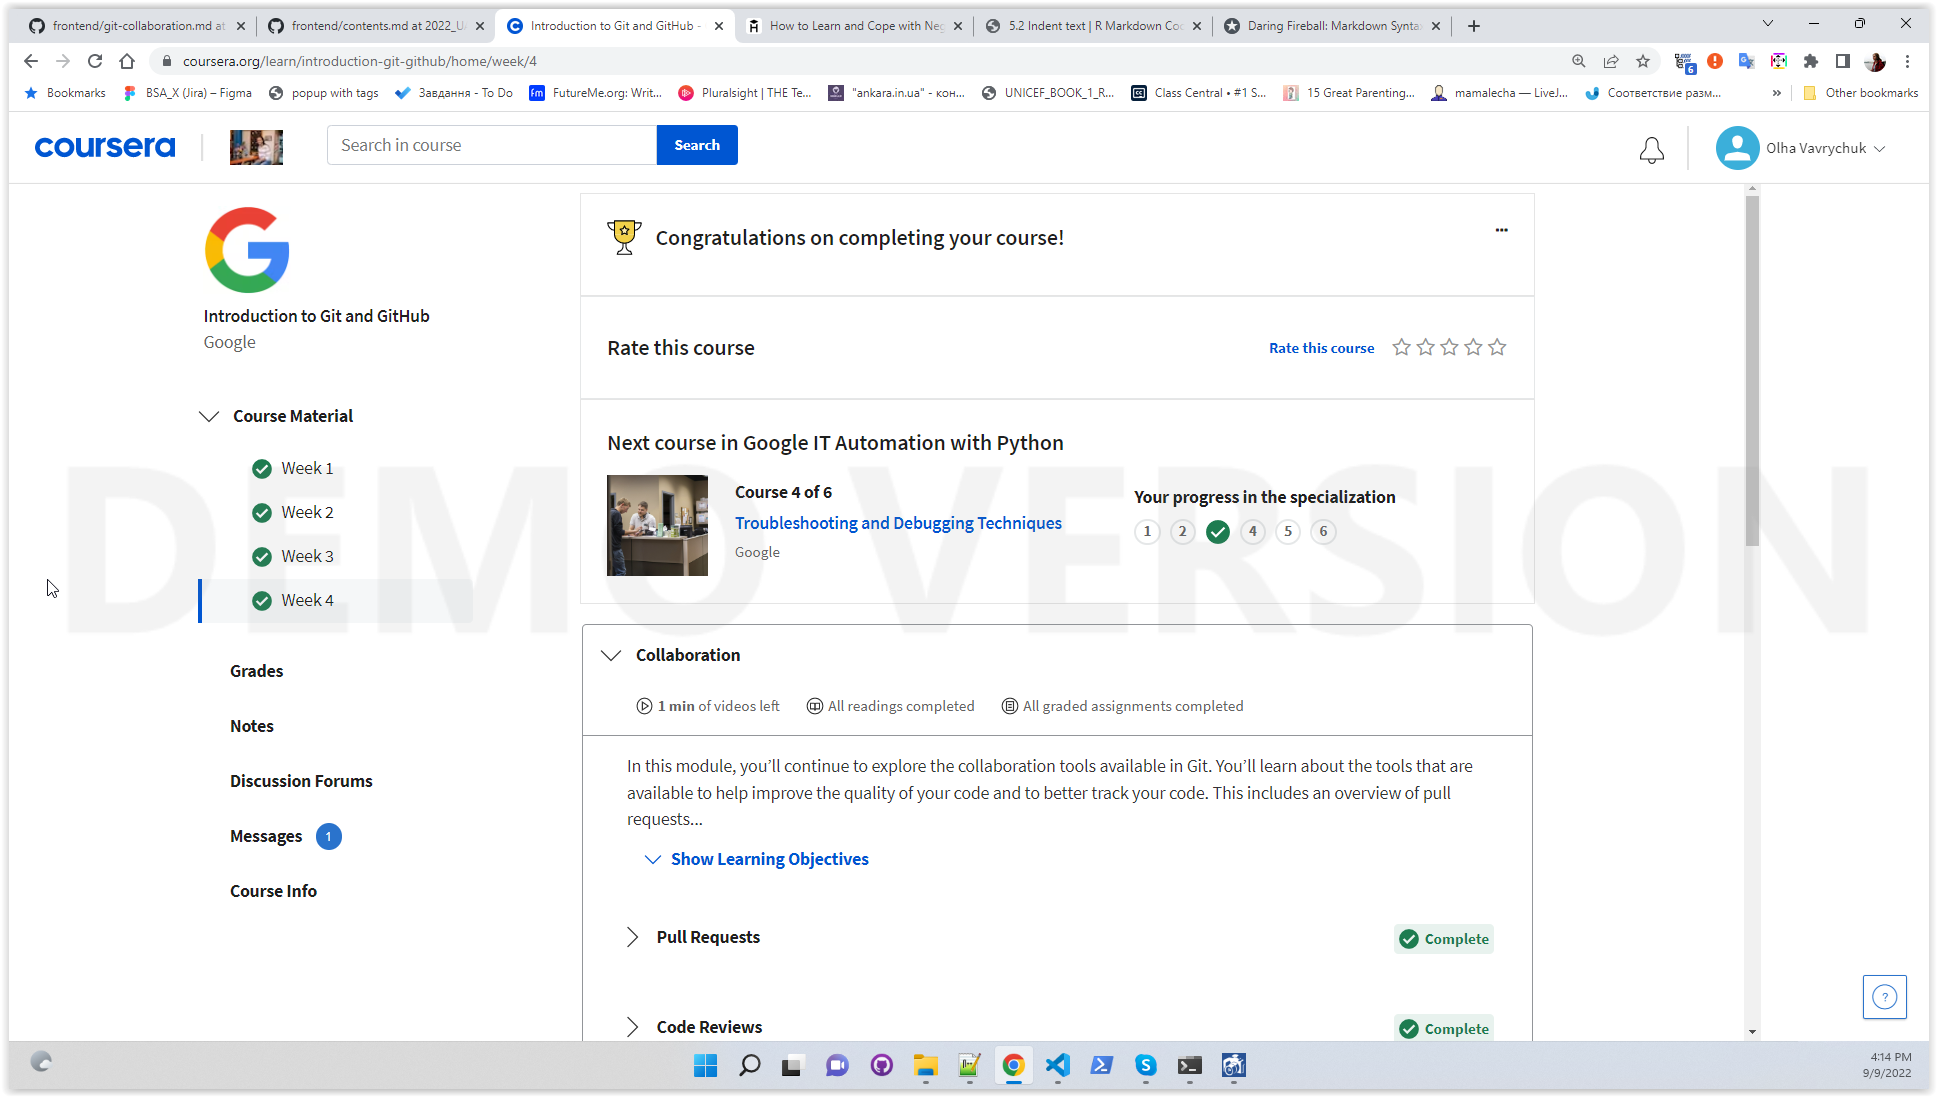 frontend/git-collaboration.md at
frontend/contents.md at 2022_U
Introduction to Git and GitHub -
How to Learn and Cope with Neg
5.2 Indent text | R Markdown Coo
Daring Fireball: Markdown Synta
coursera.org/learn/introduction-git-github/home/week/4
6
Bookmarks
BSA_X (Jira) – Figma
popup with tags
Завдання - To Do
fm FutureMe.org: Writ...
Pluralsight | THE Te...
"ankara.in.ua" - кон...
UNICEF_BOOK_1_R...
Class Central • #1 S...
15 Great Parenting...
mamalecha — LiveJ...
Соответствие разм...
Other bookmarks
coursera
Search in course
Search
Olha Vavrychuk
Introduction to Git and GitHub
Google
Course Material
Week 1
Week 2
Week 3
Week 4
Grades
Notes
Discussion Forums
Messages 1
Course Info
Congratulations on completing your course!
Rate this course
Rate this course
Next course in Google IT Automation with Python
Course 4 of 6
Troubleshooting and Debugging Techniques
Google
Your progress in the specialization
1 2 4 5 6
DEMO VERSION
Collaboration
1 min of videos left
All readings completed
All graded assignments completed
In this module, you’ll continue to explore the collaboration tools available in Git. You’ll learn about the tools that are
available to help improve the quality of your code and to better track your code. This includes an overview of pull
requests...
Show Learning Objectives
Pull Requests
Complete
Code Reviews
Complete
?
4:14 PM
9/9/2022